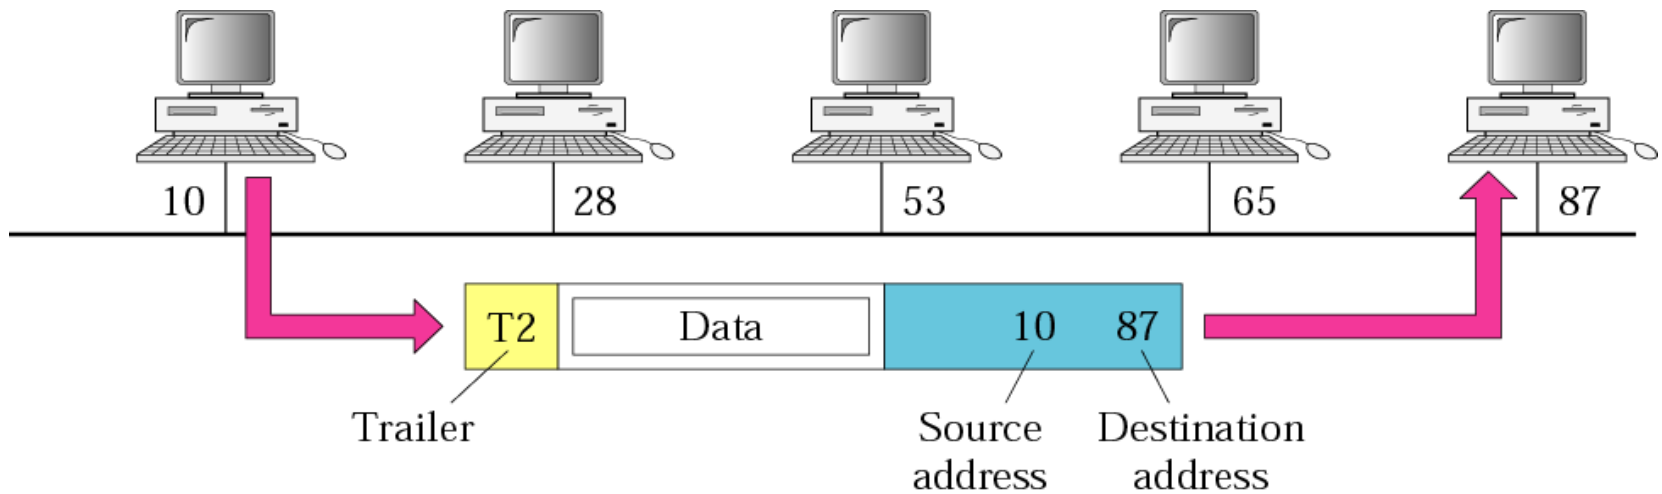 10
28
53
65
87
T2
Data
10
87
Trailer
Source
address
Destination
address